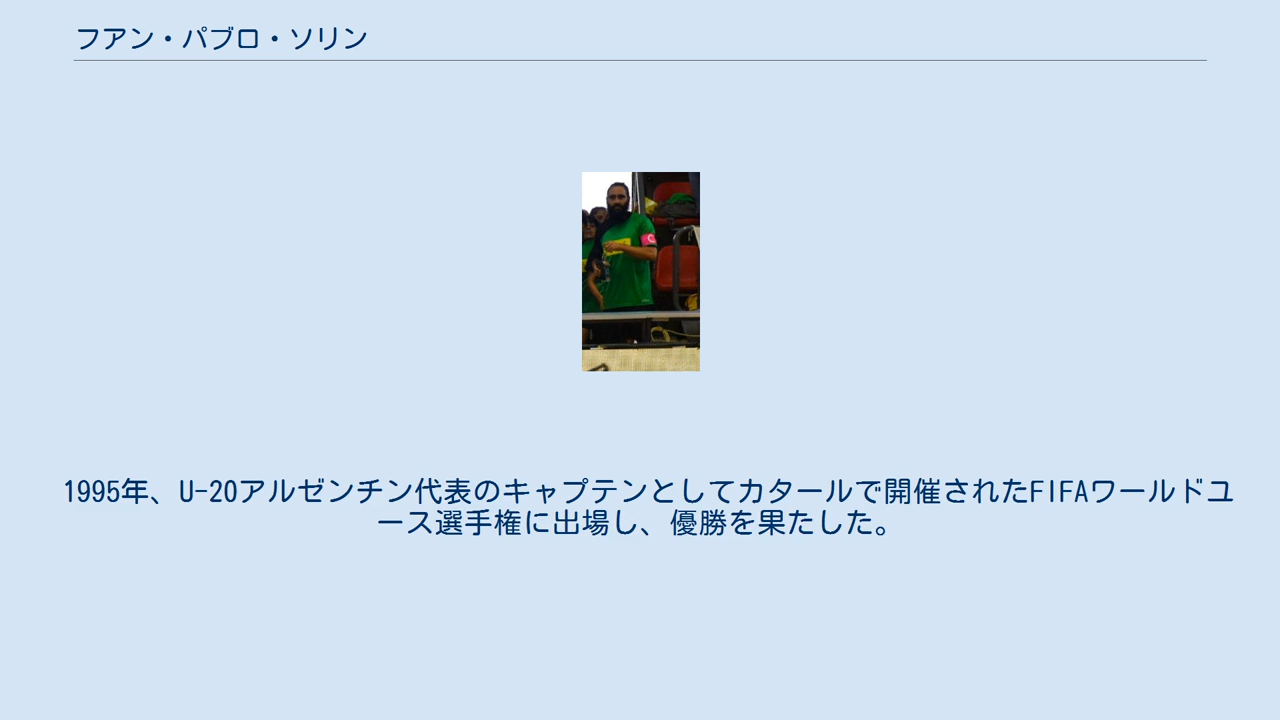 フアン・パブロ・ソリン
1995年、U-20アルゼンチン代表のキャプテンとしてカタールで開催されたFIFAワールドユ
ース選手権に出場し、優勝を果たした。